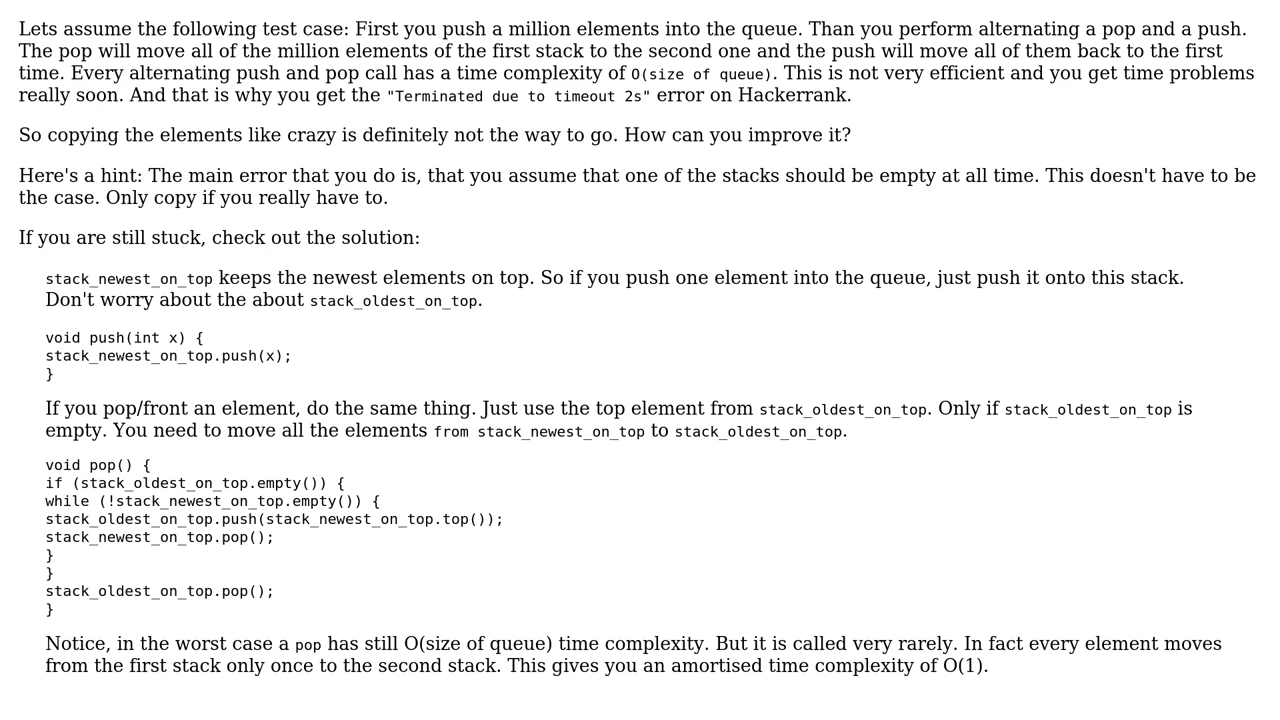 Lets assume the following test case: First you push a million elements into the queue. Than you perform alternating a pop and a push.
The pop will move all of the million elements of the first stack to the second one and the push will move all of them back to the first
time. Every alternating push and pop call has a time complexity of O(size of queue). This is not very efficient and you get time problems
really soon. And that is why you get the "Terminated due to timeout 2s" error on Hackerrank.
So copying the elements like crazy is definitely not the way to go. How can you improve it?
Here's a hint: The main error that you do is, that you assume that one of the stacks should be empty at all time. This doesn't have to be
the case. Only copy if you really have to.
If you are still stuck, check out the solution:
stack_newest_on_top keeps the newest elements on top. So if you push one element into the queue, just push it onto this stack.
Don't worry about the about stack_oldest_on_top.
void push(int x) {
stack_newest_on_top.push(x);
}
If you pop/front an element, do the same thing. Just use the top element from stack_oldest_on_top. Only if stack_oldest_on_top is
empty. You need to move all the elements from stack_newest_on_top to stack_oldest_on_top.
void pop() {
if (stack_oldest_on_top.empty()) {
while (!stack_newest_on_top.empty()) {
stack_oldest_on_top.push(stack_newest_on_top.top());
stack_newest_on_top.pop();
}
}
stack_oldest_on_top.pop();
}
Notice, in the worst case a pop has still O(size of queue) time complexity. But it is called very rarely. In fact every element moves
from the first stack only once to the second stack. This gives you an amortised time complexity of O(1).